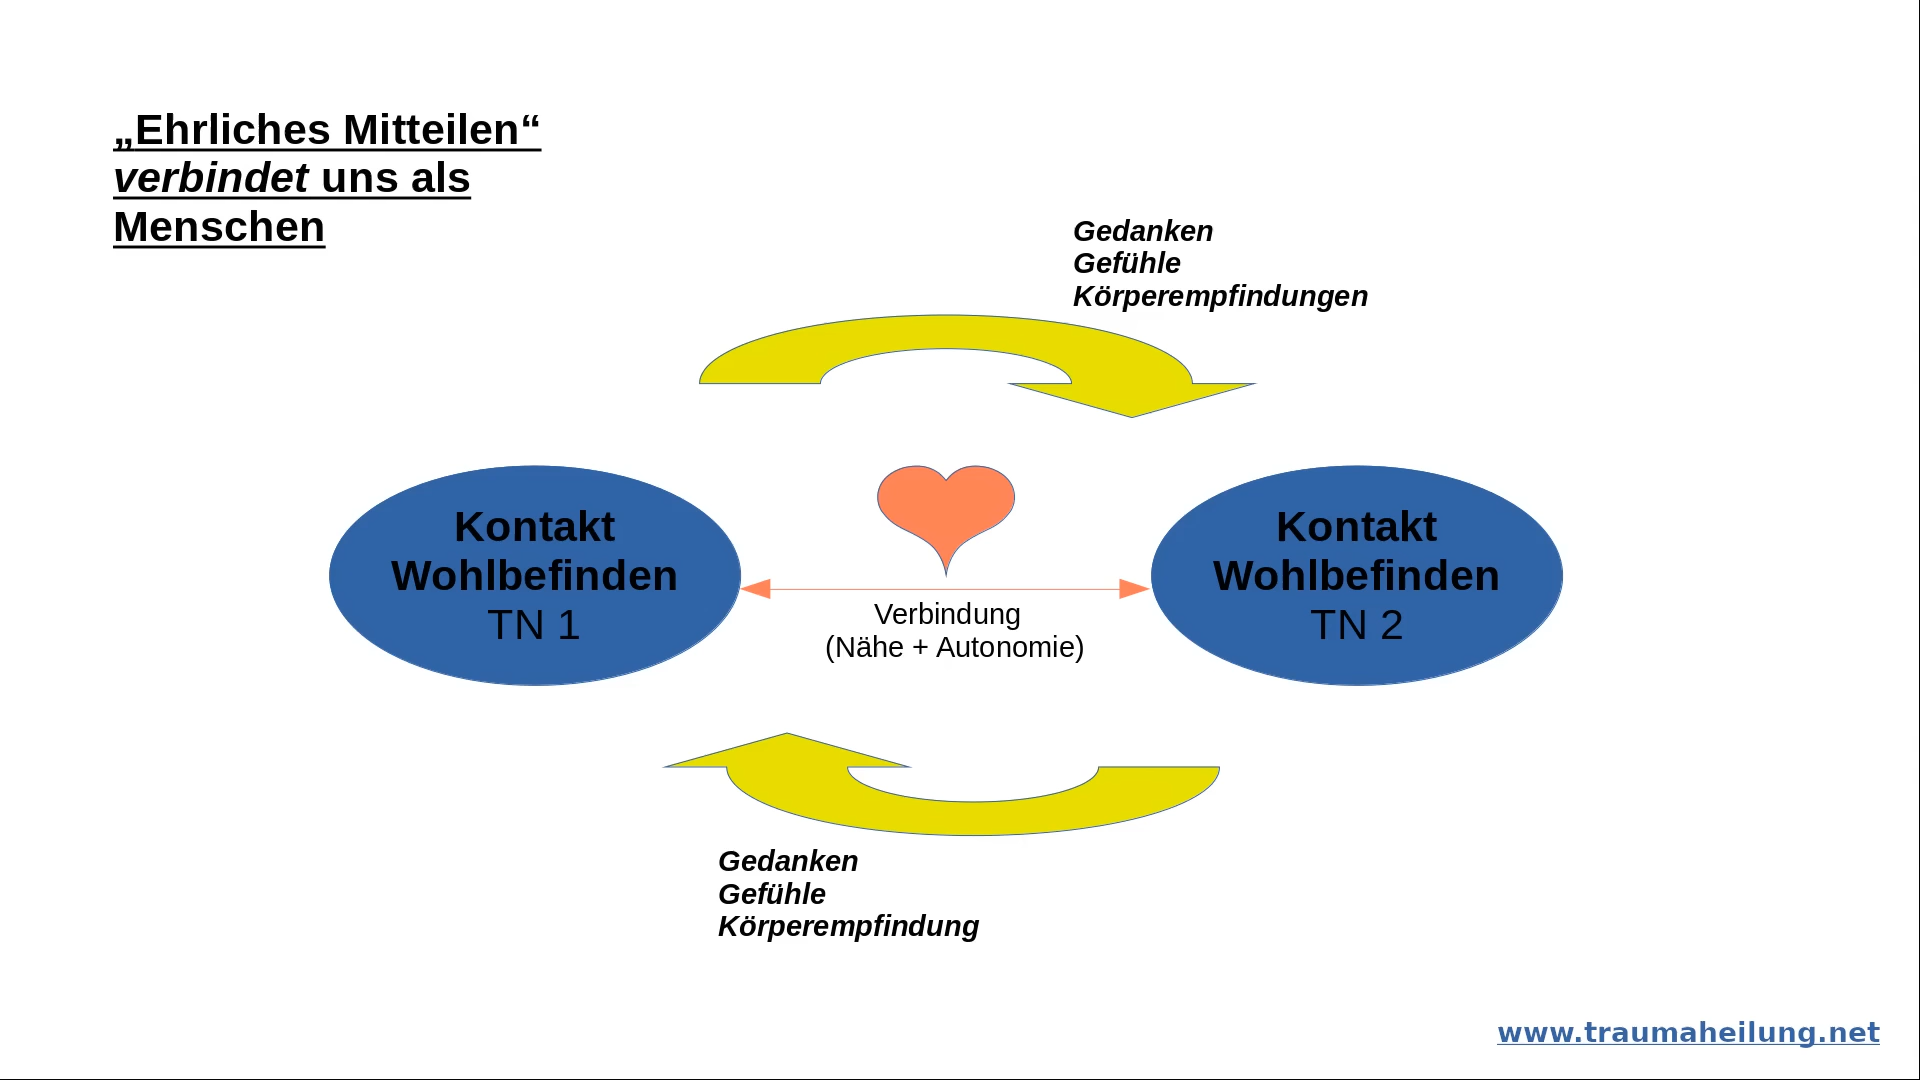 „Ehrliches Mitteilen“
verbindet uns als
Menschen
Gedanken
Gefühle
Körperempfindungen
Kontakt
Wohlbefinden
TN 1
Verbindung
(Nähe + Autonomie)
Kontakt
Wohlbefinden
TN 2
Gedanken
Gefühle
Körperempfindung
www.traumaheilung.net